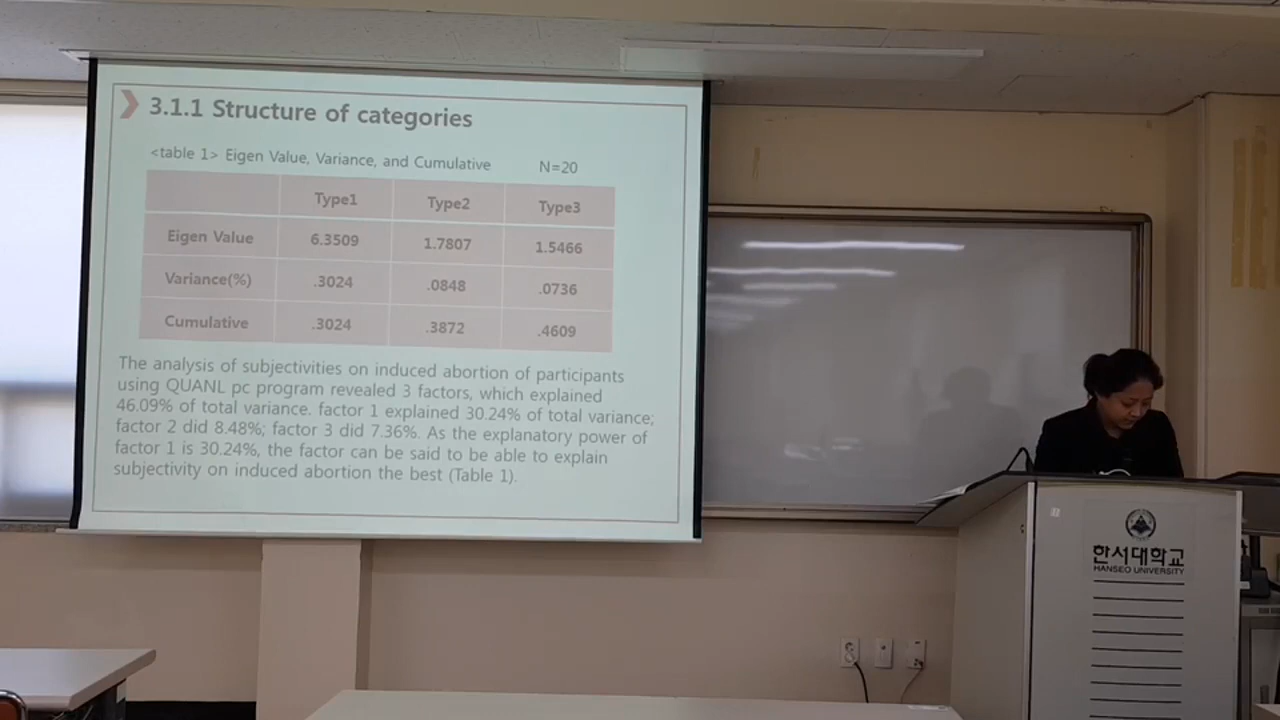 3.1.1 Structure of categories
<table 1> Eigen Value, Variance, and Cumulative N=20
Type1 Type2 Type3
Eigen Value 6.3509 1.7807 1.5466
Variance(%) .3024 .0848 .0736
Cumulative .3024 .3872 .4609
The analysis of subjectivities on induced abortion of participants
using QUANL pc program revealed 3 factors, which explained
46.09% of total variance. factor 1 explained 30.24% of total variance;
factor 2 did 8.48%; factor 3 did 7.36%. As the explanatory power of
factor 1 is 30.24%, the factor can be said to be able to explain
subjectivity on induced abortion the best (Table 1).
한서대학교
HANSEO UNIVERSITY